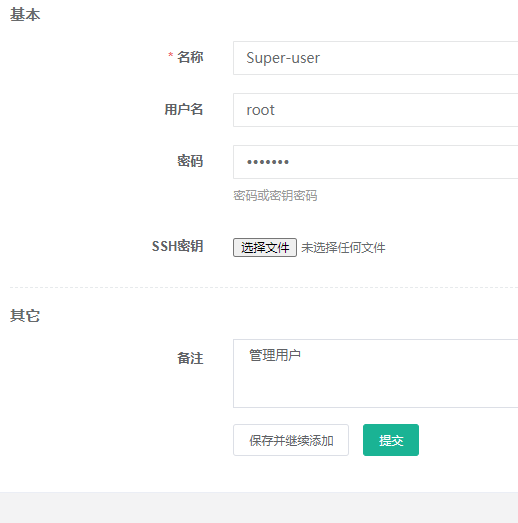 基本
* 名称 Super-user
用户名 root
密码 •••••••
密码或密钥密码
SSH密钥 选择文件 未选择任何文件
其它
备注 管理用户
保存并继续添加 提交